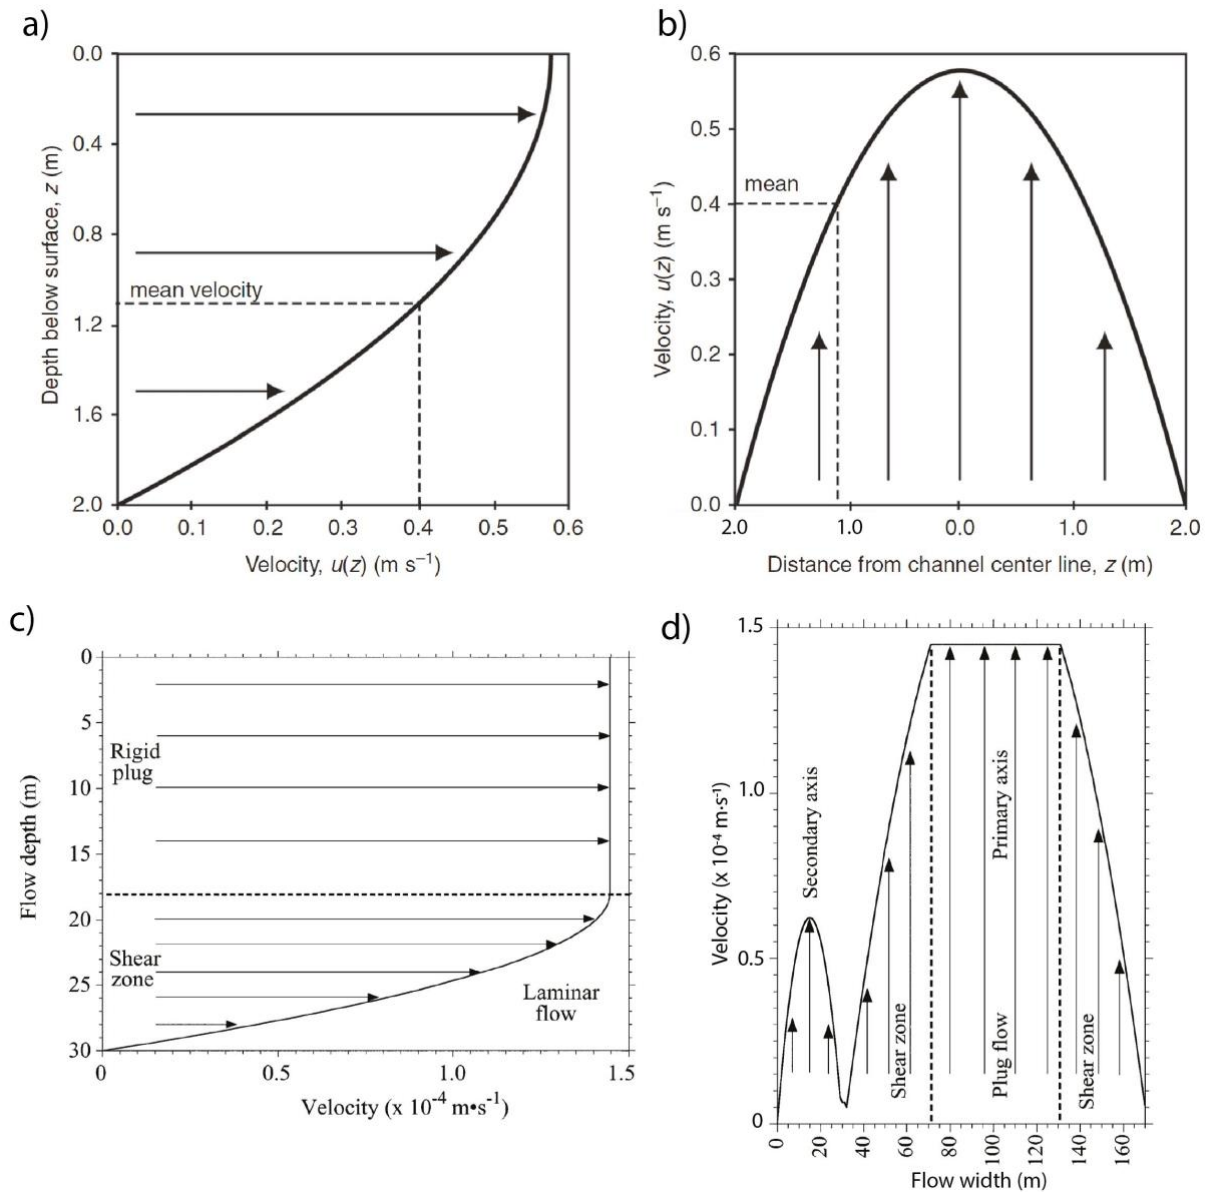 a)
0.0
0.4
0.8
1.2
1.6
2.0
Depth below surface, z (m)
mean velocity
0.0 0.1 0.2 0.3 0.4 0.5 0.6
Velocity, u(z) (m s⁻¹)
b)
0.6
0.5
0.4
0.3
0.2
0.1
0.0
Velocity, u(z) (m s⁻¹)
mean
2.0 1.0 0.0 1.0 2.0
Distance from channel center line, z (m)
c)
0
5
10
15
20
25
30
Flow depth (m)
Rigid
plug
Shear
zone
Laminar
flow
0 0.5 1.0 1.5
Velocity (x 10⁻⁴ m•s⁻¹)
d)
1.5
1.0
0.5
0
Velocity (x 10⁻⁴ m·s⁻¹)
Secondary axis
Shear zone
Primary axis
Plug flow
Shear zone
0 20 40 60 80 100 120 140 160
Flow width (m)